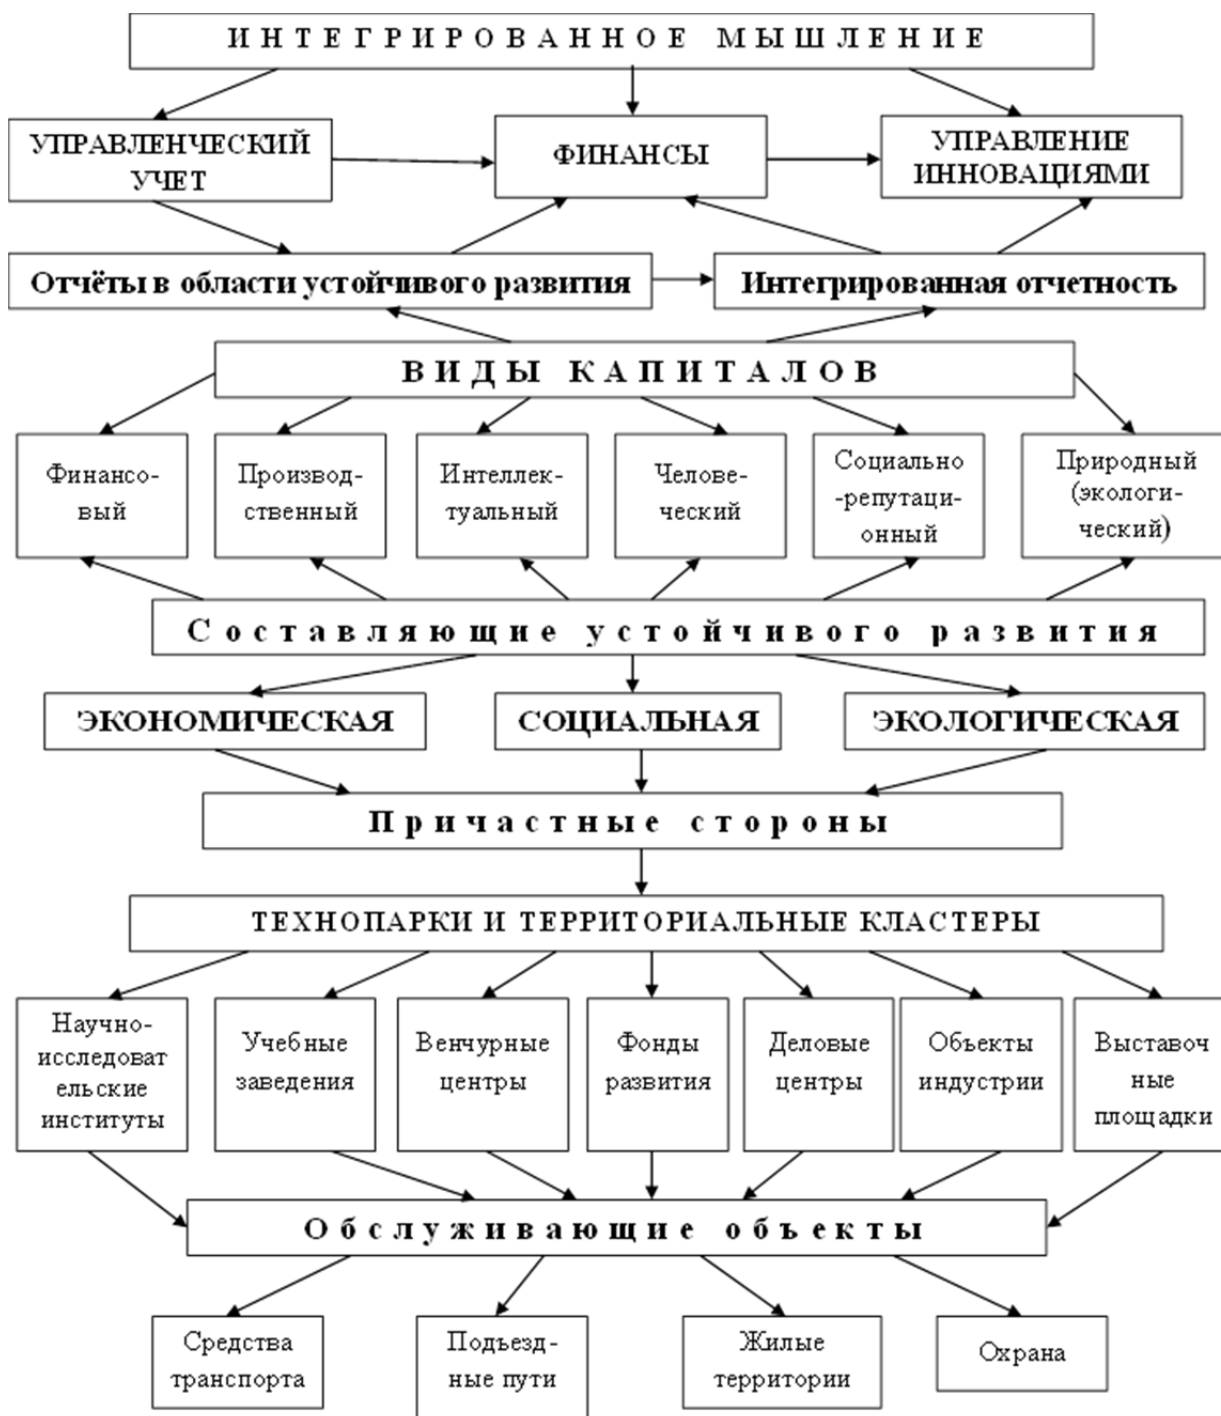 ИНТЕГРИРОВАННОЕ МЫШЛЕНИЕ
УПРАВЛЕНЧЕСКИЙ
УЧЕТ
ФИНАНСЫ
УПРАВЛЕНИЕ
ИННОВАЦИЯМИ
Отчёты в области устойчивого развития
Интегрированная отчетность
ВИДЫ КАПИТАЛОВ
Финансо-
вый
Производ-
ственный
Интеллек-
туальный
Челове-
ческий
Социально
-репутаци-
онный
Природный
(экологи-
ческий)
Составляющие устойчивого развития
ЭКОНОМИЧЕСКАЯ
СОЦИАЛЬНАЯ
ЭКОЛОГИЧЕСКАЯ
Причастные стороны
ТЕХНОПАРКИ И ТЕРРИТОРИАЛЬНЫЕ КЛАСТЕРЫ
Научно-
исследоват
ельские
институты
Учебные
заведения
Венчурные
центры
Фонды
развития
Деловые
центры
Объекты
индустрии
Выставоч
ные
площадки
Обслуживающие объекты
Средства
транспорта
Подъезд-
ные пути
Жилые
территории
Охрана